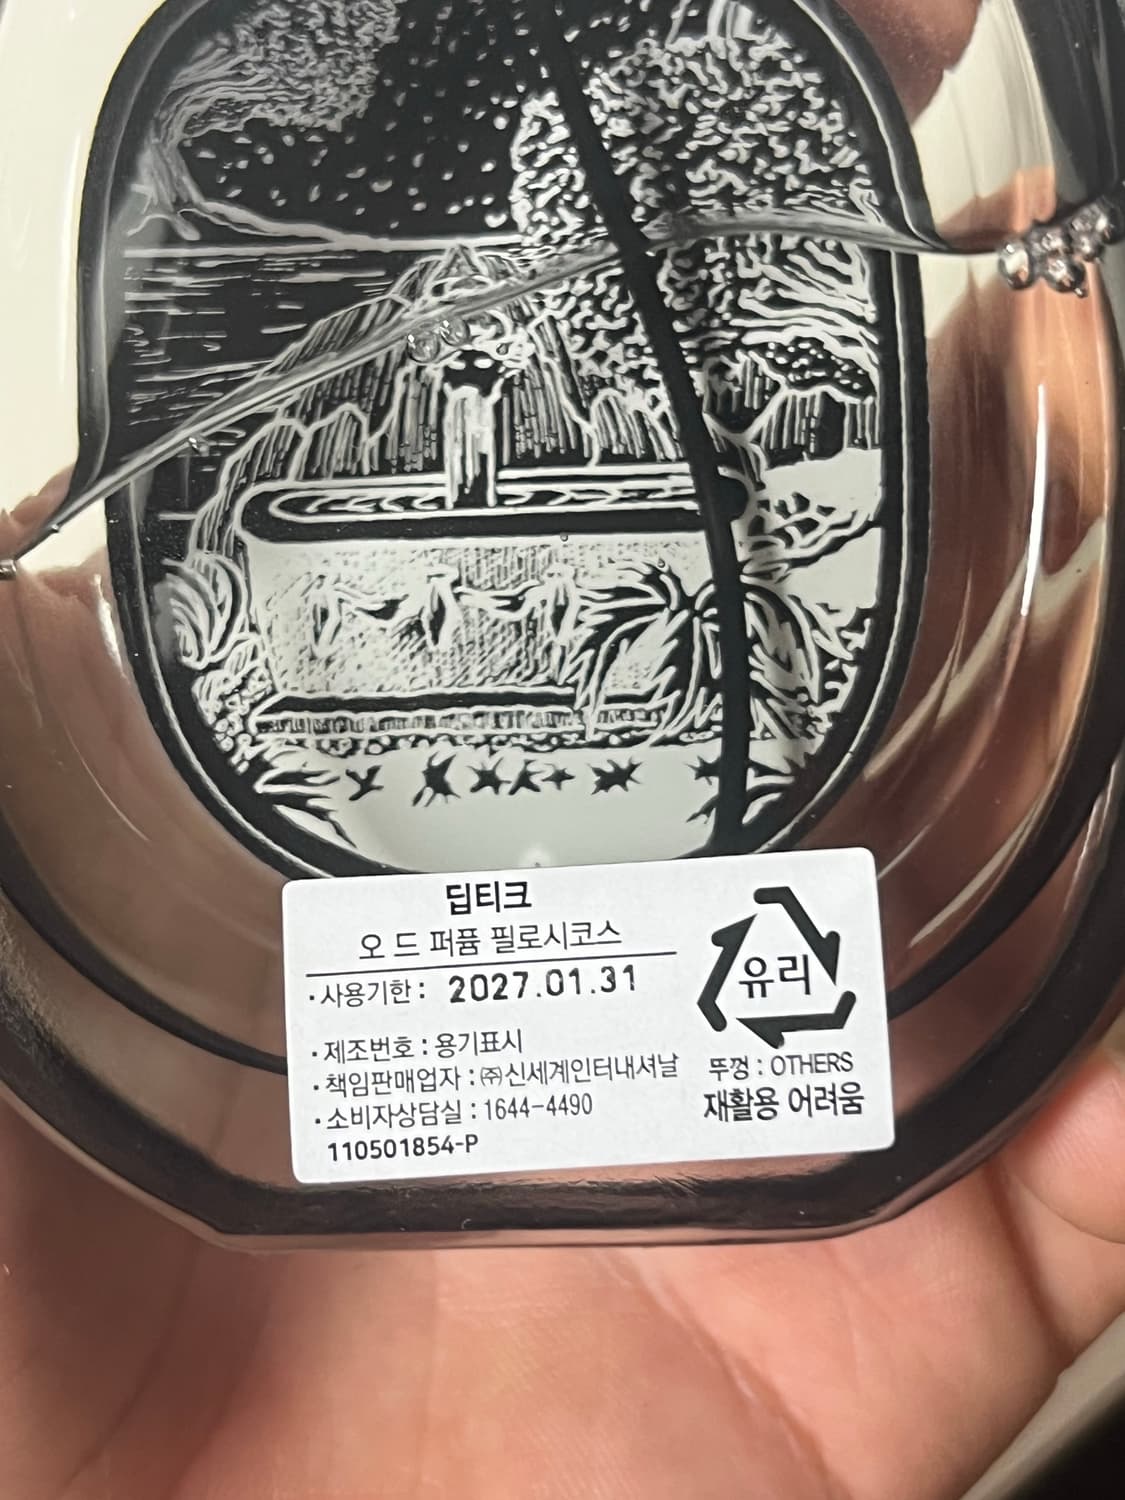 딥티크
오 드 퍼퓸 필로시코스
·사용기한 : 2027.01.31
·제조번호 : 용기표시
·책임판매업자 : ㈜신세계인터내셔날
·소비자상담실 : 1644-4490
110501854-P
유리
뚜껑 : OTHERS
재활용 어려움